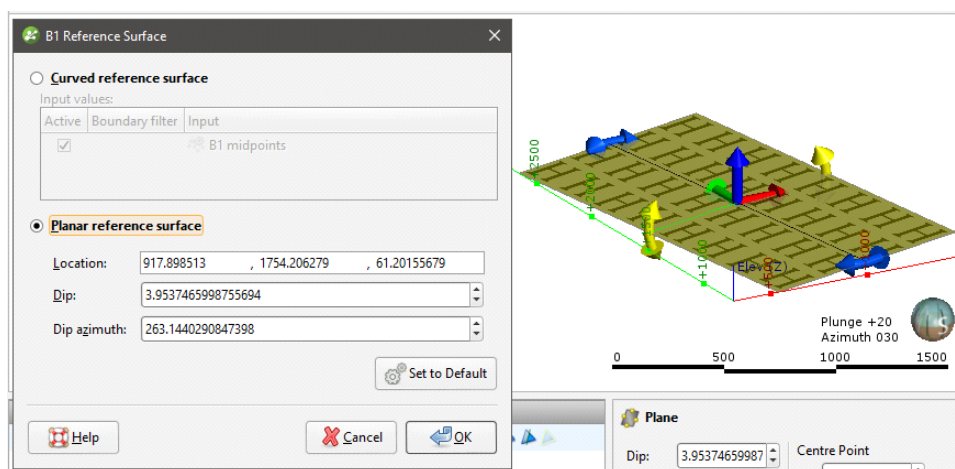 B1 Reference Surface
Curved reference surface
Input values:
Active Boundary filter Input
B1 midpoints
Planar reference surface
Location: 917.898513 , 1754.206279 , 61.20155679
Dip: 3.9537465998755694
Dip azimuth: 263.1440290847398
Set to Default
Help Cancel OK
+2500
+2000
+1000
Elev (Z)
+500
Plunge +20
Azimuth 030
S
0 500 1000 1500
Plane
Dip: 3.95374659987
Centre Point